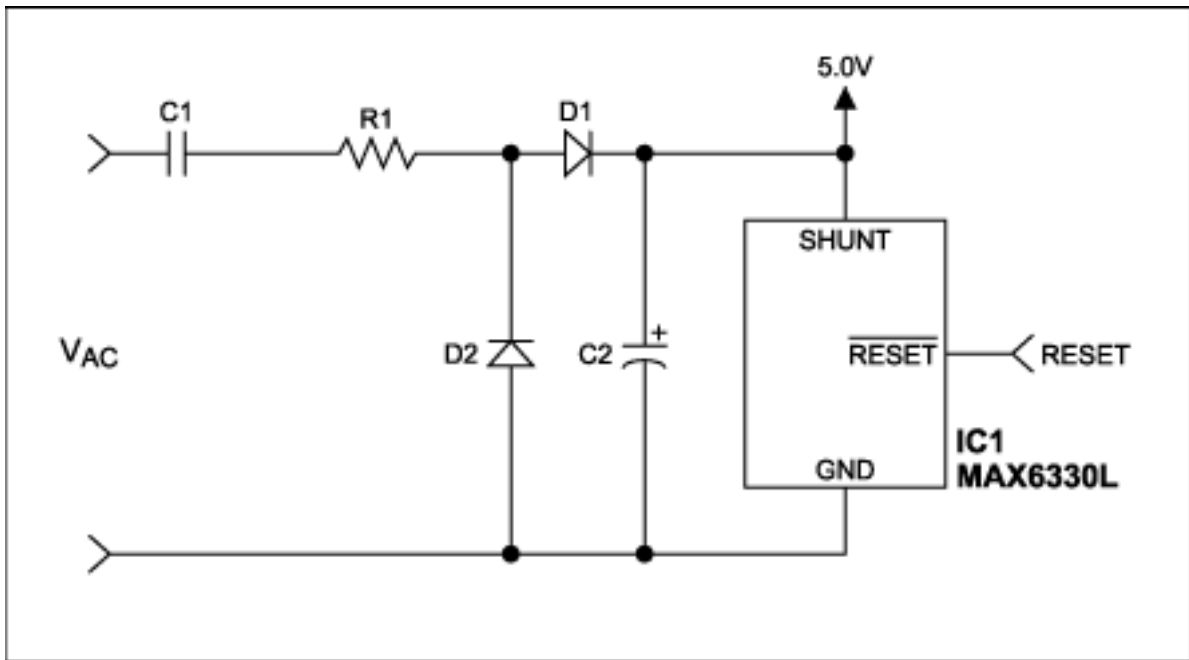 5.0V
C1
R1
D1
SHUNT
VAC
D2
C2
+
RESET
RESET
IC1
MAX6330L
GND